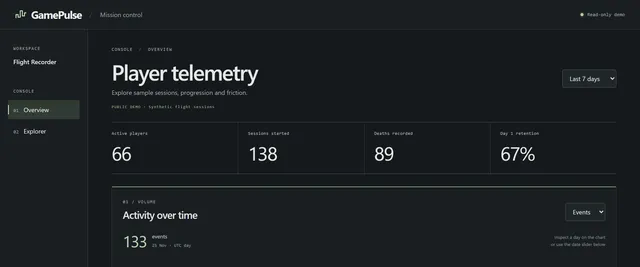 GamePulse / Mission control
Read-only demo
WORKSPACE
Flight Recorder
CONSOLE
01 Overview
02 Explorer
CONSOLE / OVERVIEW
Player telemetry
Explore sample sessions, progression and friction.
PUBLIC DEMO · Synthetic flight sessions
Last 7 days
Active players
66
Sessions started
138
Deaths recorded
89
Day 1 retention
67%
01 / VOLUME
Activity over time
Events
133 events
UTC day
Inspect a day on the chart
or use the date slider below